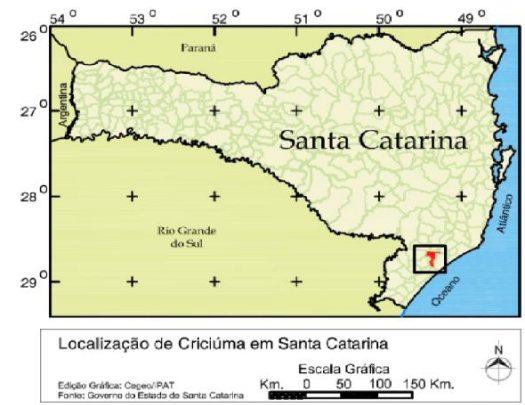 54° 53° 52° 51° 50° 49°
26°
Paraná
Argentina
27°
Santa Catarina
28°
Atlântico
Rio Grande
do Sul
29°
Oceano
Localização de Criciúma em Santa Catarina
N
Escala Gráfica
Edição Gráfica: Cegeo/IPAT
Km. 0 50 100 150 Km.
Fonte: Governo do Estado de Santa Catarina